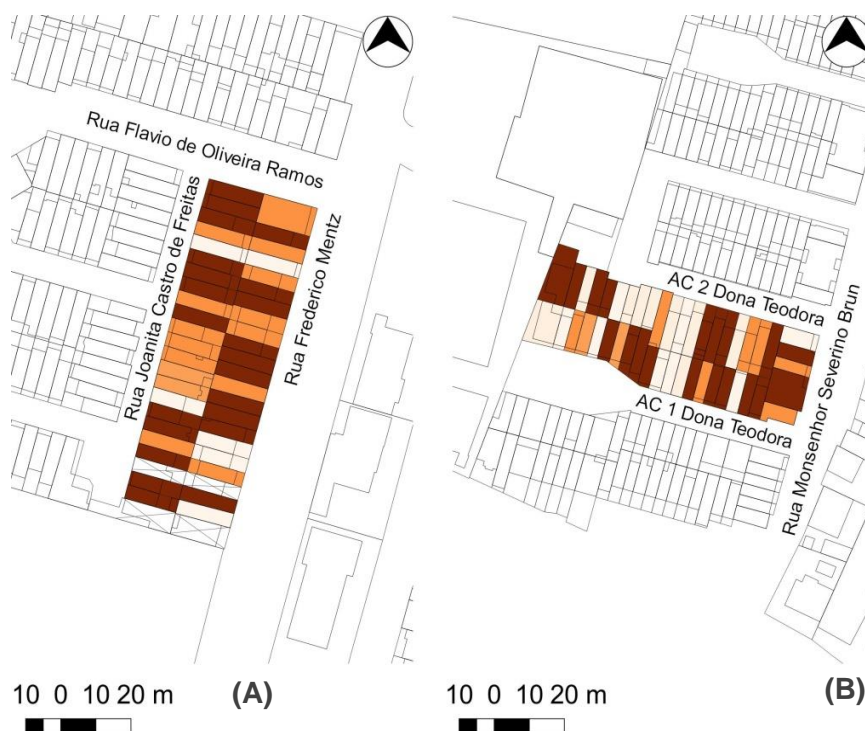 Rua Flavio de Oliveira Ramos
Rua Joanita Castro de Freitas
Rua Frederico Mentz
10 0 10 20 m
(A)
AC 2 Dona Teodora
AC 1 Dona Teodora
Rua Monsenhor Severino Brun
10 0 10 20 m
(B)